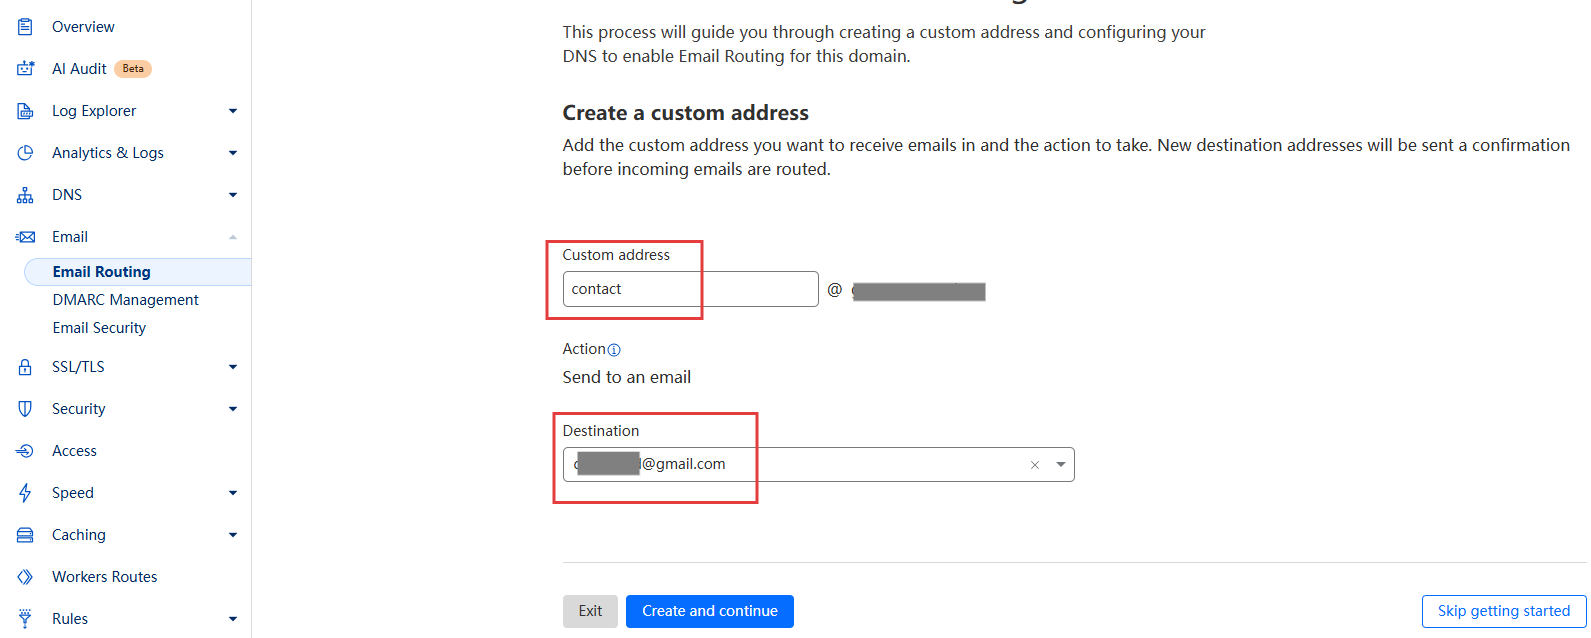 Overview
AI Audit Beta
Log Explorer
Analytics & Logs
DNS
Email
Email Routing
DMARC Management
Email Security
SSL/TLS
Security
Access
Speed
Caching
Workers Routes
Rules
This process will guide you through creating a custom address and configuring your
DNS to enable Email Routing for this domain.
Create a custom address
Add the custom address you want to receive emails in and the action to take. New destination addresses will be sent a confirmation
before incoming emails are routed.
Custom address
contact @
Action
Send to an email
Destination
@gmail.com
Exit
Create and continue
Skip getting started